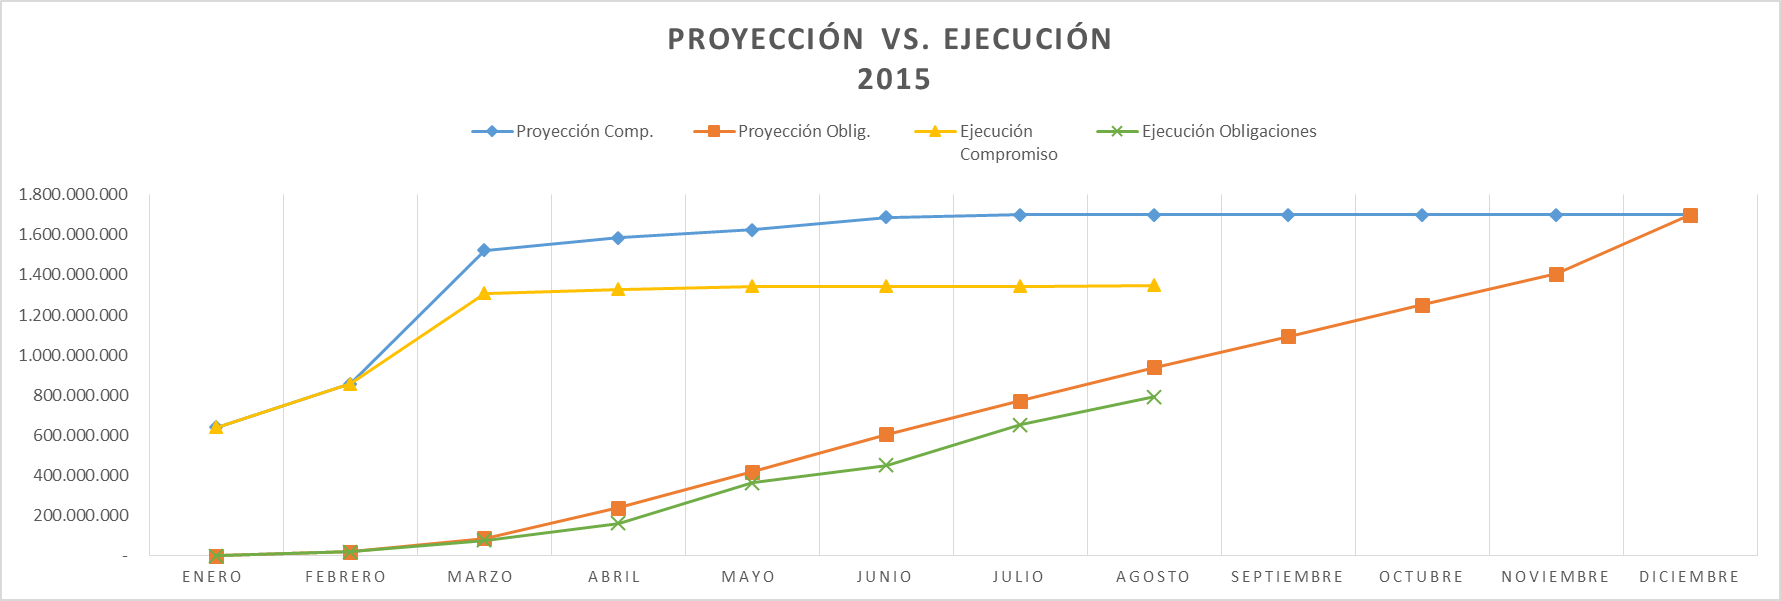 PROYECCIÓN VS. EJECUCIÓN
2015
Proyección Comp.
Proyección Oblig.
Ejecución
Compromiso
Ejecución Obligaciones
1.800.000.000
1.600.000.000
1.400.000.000
1.200.000.000
1.000.000.000
800.000.000
600.000.000
400.000.000
200.000.000
-
ENERO FEBRERO MARZO ABRIL MAYO JUNIO JULIO AGOSTO SEPTIEMBRE OCTUBRE NOVIEMBRE DICIEMBRE